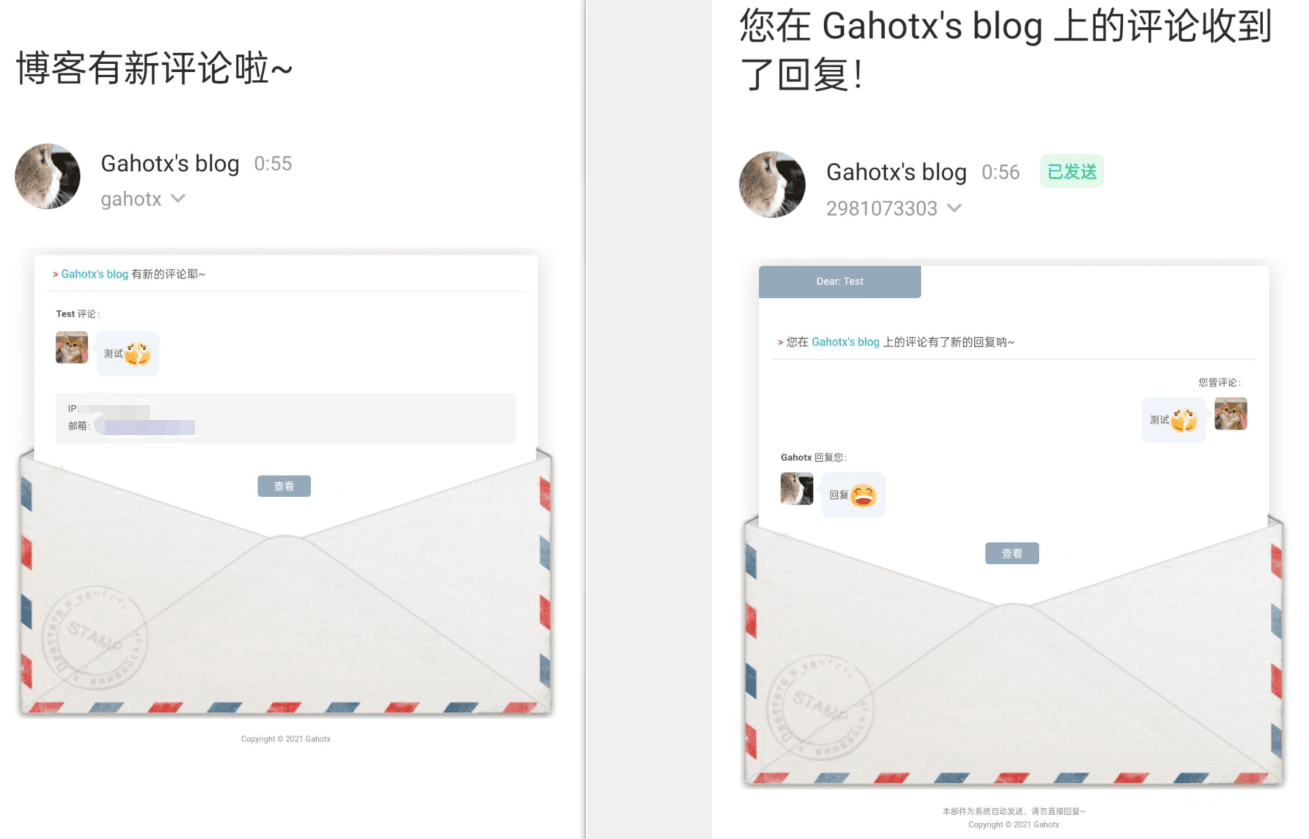 博客有新评论啦~
Gahotx's blog 0:55
gahotx
> Gahotx's blog 有新的评论耶~
Test 评论:
测试
IP:
邮箱:
查看
STAMP
Copyright © 2021 Gahotx
您在 Gahotx's blog 上的评论收到
了回复!
Gahotx's blog 0:56 已发送
2981073303
Dear: Test
> 您在 Gahotx's blog 上的评论有了新的回复呐~
您曾评论:
测试
Gahotx 回复您:
回复
查看
STAMP
本邮件为系统自动发送,请勿直接回复~
Copyright © 2021 Gahotx